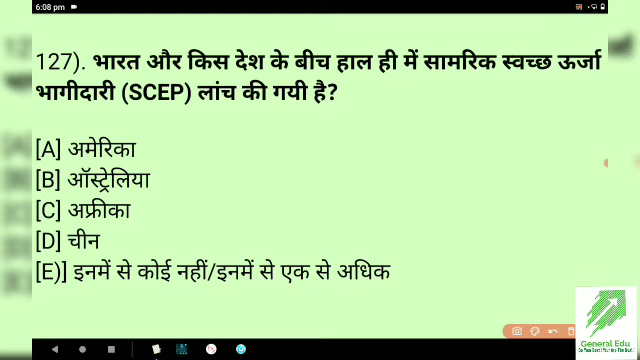 6:08 pm
127). भारत और किस देश के बीच हाल ही में सामरिक स्वच्छ ऊर्जा
भागीदारी (SCEP) लांच की गयी है?
[A] अमेरिका
[B] ऑस्ट्रेलिया
[C] अफ्रीका
[D] चीन
[E)] इनमें से कोई नहीं/इनमें से एक से अधिक
General Edu